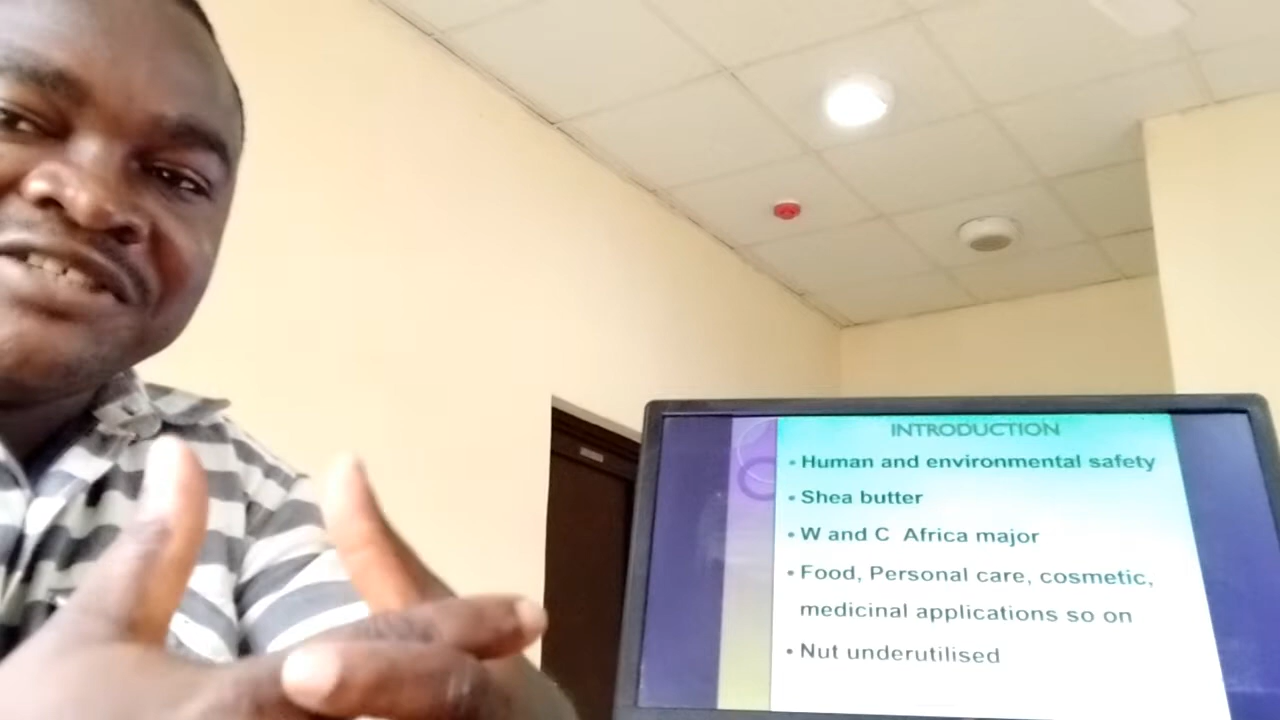 INTRODUCTION
• Human and environmental safety
• Shea butter
• W and C Africa major
• Food, Personal care, cosmetic,
medicinal applications so on
• Nut underutilised